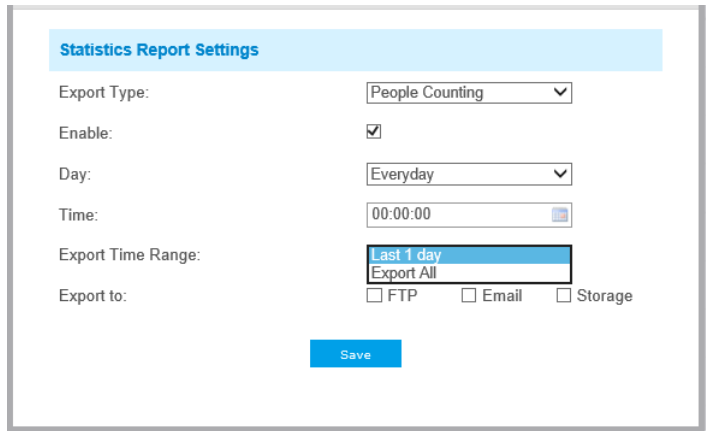 Statistics Report Settings
Export Type: People Counting
Enable:
Day: Everyday
Time: 00:00:00
Export Time Range: Last 1 day
Export All
Export to: FTP Email Storage
Save